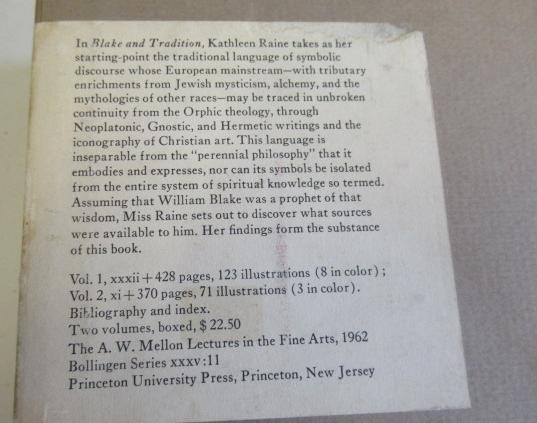 In Blake and Tradition, Kathleen Raine takes as her
starting-point the traditional language of symbolic
discourse whose European mainstream—with tributary
enrichments from Jewish mysticism, alchemy, and the
mythologies of other races—may be traced in unbroken
continuity from the Orphic theology, through
Neoplatonic, Gnostic, and Hermetic writings and the
iconography of Christian art. This language is
inseparable from the "perennial philosophy" that it
embodies and expresses, nor can its symbols be isolated
from the entire system of spiritual knowledge so termed.
Assuming that William Blake was a prophet of that
wisdom, Miss Raine sets out to discover what sources
were available to him. Her findings form the substance
of this book.
Vol. 1, xxxii + 428 pages, 123 illustrations (8 in color);
Vol. 2, xi + 370 pages, 71 illustrations (3 in color).
Bibliography and index.
Two volumes, boxed, $22.50
The A. W. Mellon Lectures in the Fine Arts, 1962
Bollingen Series XXXV:11
Princeton University Press, Princeton, New Jersey